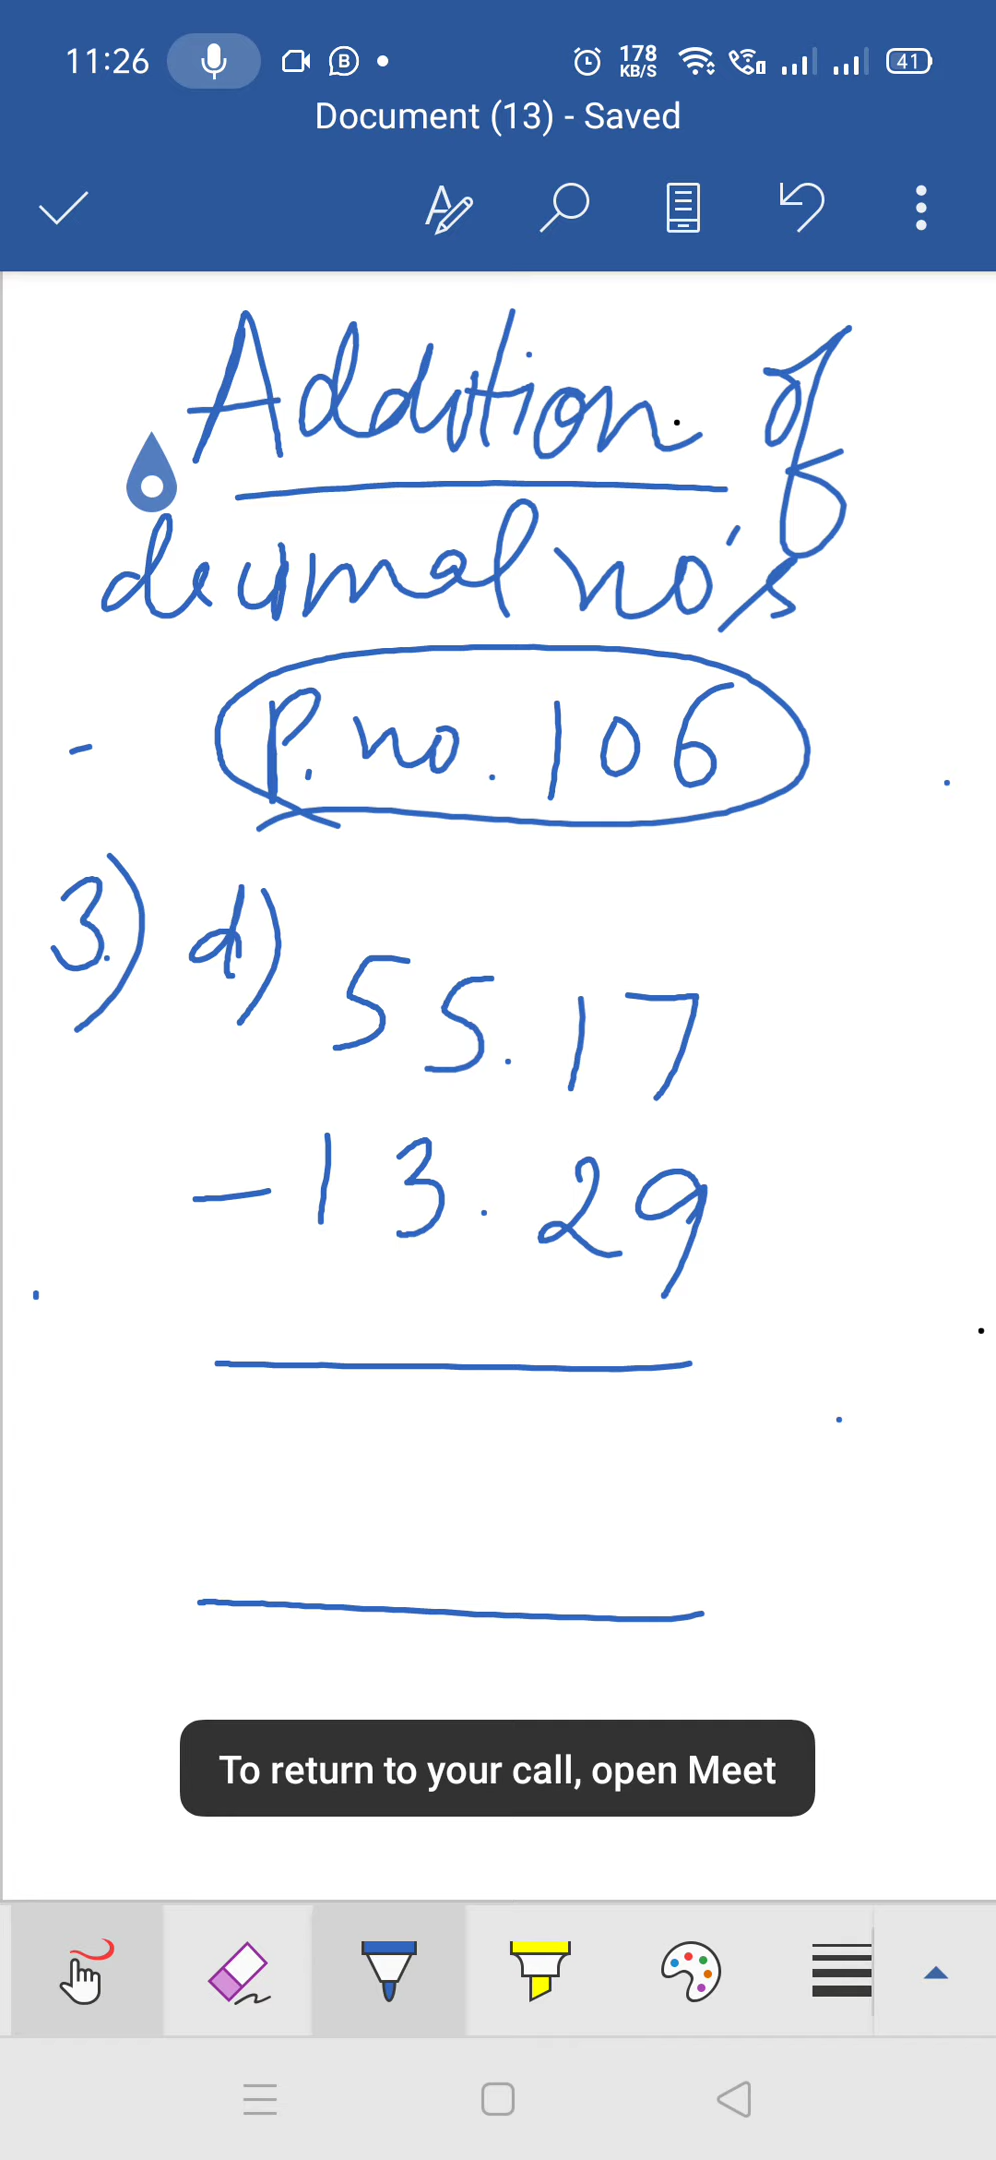 11:26 B 178 KB/S 41
Document (13) - Saved
Addition of
decimal no's
P. no. 106
3.) d) 55.17
- 13.29
To return to your call, open Meet